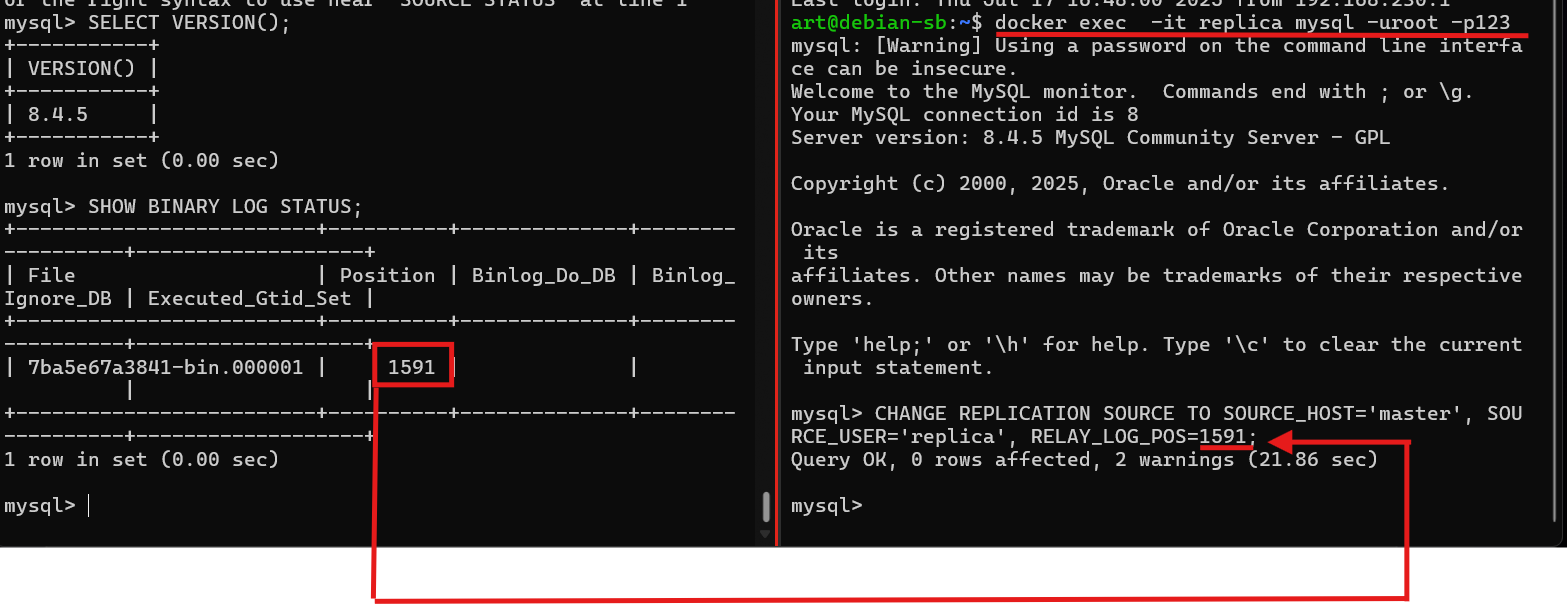 or the right syntax to use near 'SOURCE STATUS' at line 1
mysql> SELECT VERSION();
+-----------+
| VERSION() |
+-----------+
| 8.4.5     |
+-----------+
1 row in set (0.00 sec)
mysql> SHOW BINARY LOG STATUS;
+-------------------------+----------+--------------+--------
----------+-------------------+
| File                    | Position | Binlog_Do_DB | Binlog_
Ignore_DB | Executed_Gtid_Set |
+-------------------------+----------+--------------+--------
----------+-------------------+
| 7ba5e67a3841-bin.000001 |     1591 |              |
          |                   |
+-------------------------+----------+--------------+--------
----------+-------------------+
1 row in set (0.00 sec)
mysql>
Last login: Thu Jul 17 16:48:00 2025 from 192.168.230.1
art@debian-sb:~$ docker exec  -it replica mysql -uroot -p123
mysql: [Warning] Using a password on the command line interfa
ce can be insecure.
Welcome to the MySQL monitor.  Commands end with ; or \g.
Your MySQL connection id is 8
Server version: 8.4.5 MySQL Community Server - GPL
Copyright (c) 2000, 2025, Oracle and/or its affiliates.
Oracle is a registered trademark of Oracle Corporation and/or
 its
affiliates. Other names may be trademarks of their respective
owners.
Type 'help;' or '\h' for help. Type '\c' to clear the current
 input statement.
mysql> CHANGE REPLICATION SOURCE TO SOURCE_HOST='master', SOU
RCE_USER='replica', RELAY_LOG_POS=1591;
Query OK, 0 rows affected, 2 warnings (21.86 sec)
mysql>